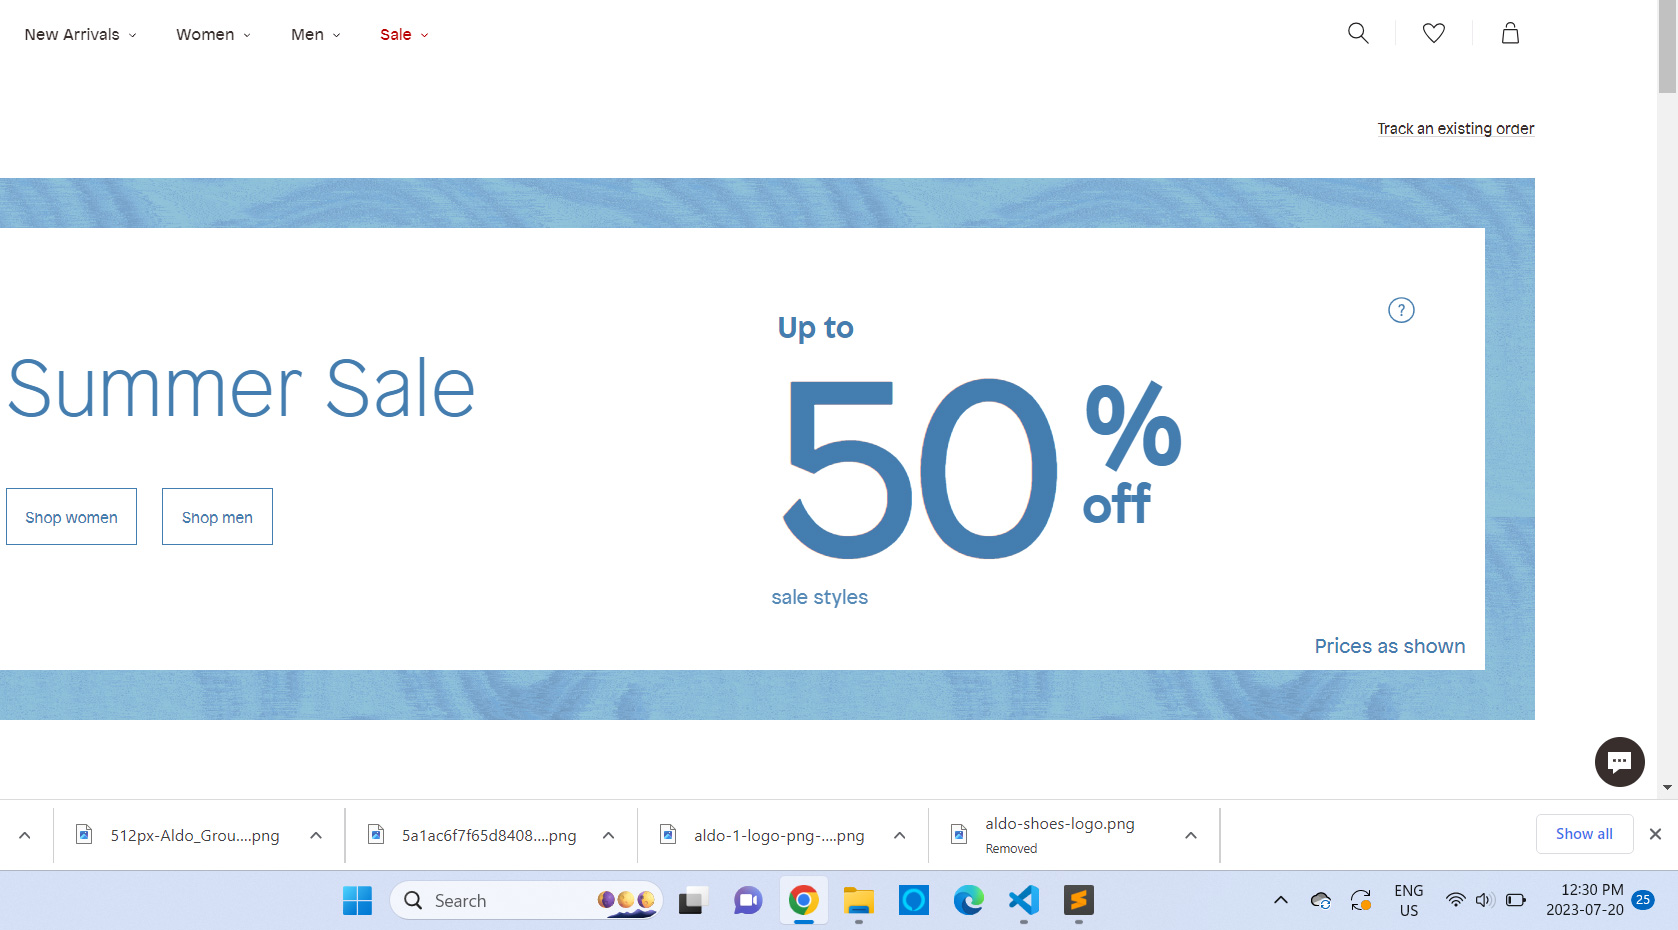 New Arrivals
Women
Men
Sale
Track an existing order
Summer Sale
Shop women
Shop men
Up to
50
%
off
?
sale styles
Prices as shown
512px-Aldo_Grou....png
5a1ac6f7f65d8408....png
aldo-1-logo-png-....png
aldo-shoes-logo.png
Removed
Show all
Search
ENG
US
12:30 PM
2023-07-20
25